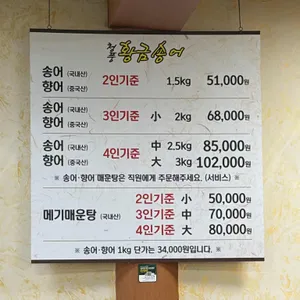 황금송어
송어 (국내산) 향어 (중국산) 2인기준 1.5kg 51,000원
송어 (국내산) 향어 (중국산) 3인기준 小 2kg 68,000원
송어 (국내산) 향어 (중국산) 4인기준 中 2.5kg 85,000원
大 3kg 102,000원
※ 송어·향어 매운탕은 직원에게 주문해주세요. (서비스) ※
메기매운탕 (국내산) 2인기준 小 50,000원
3인기준 中 70,000원
4인기준 大 80,000원
※ 송어·향어 1kg 단가는 34,000원입니다. ※